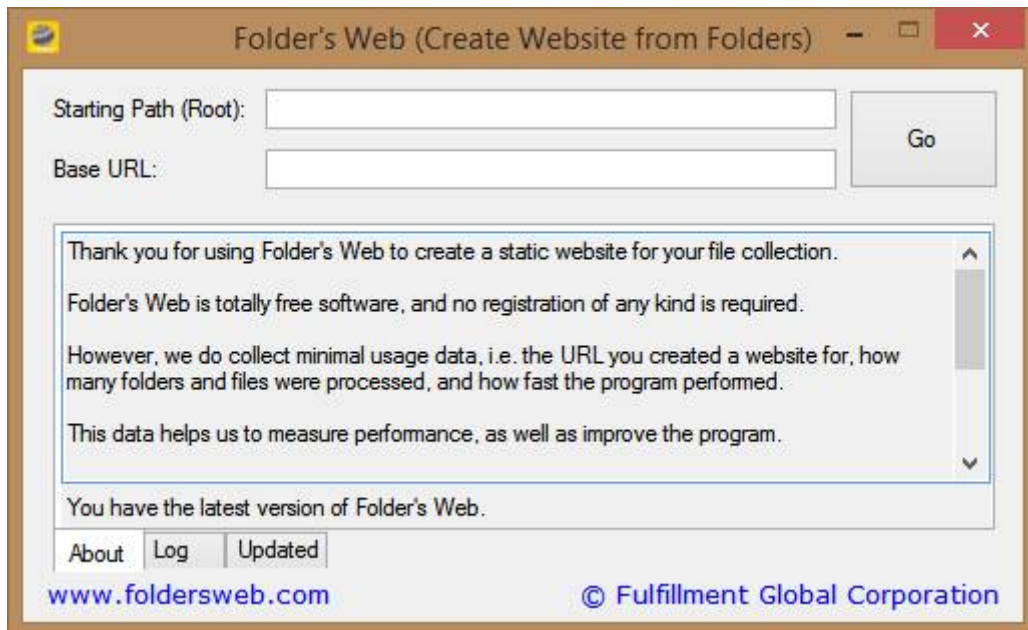 Folder's Web (Create Website from Folders)
Starting Path (Root):
Go
Base URL:
Thank you for using Folder's Web to create a static website for your file collection.
Folder's Web is totally free software, and no registration of any kind is required.
However, we do collect minimal usage data, i.e. the URL you created a website for, how
many folders and files were processed, and how fast the program performed.
This data helps us to measure performance, as well as improve the program.
You have the latest version of Folder's Web.
About Log Updated
www.foldersweb.com © Fulfillment Global Corporation